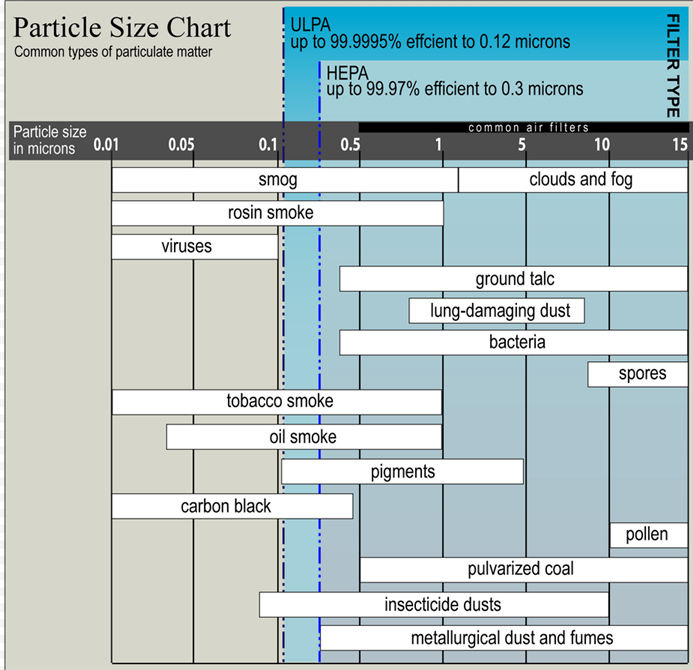 Particle Size Chart
Common types of particulate matter
ULPA
up to 99.9995% effcient to 0.12 microns
HEPA
up to 99.97% efficient to 0.3 microns
FILTER TYPE
common air filters
Particle size
in microns
0.01 0.05 0.1 0.5 1 5 10 15
smog clouds and fog
rosin smoke
viruses
ground talc
lung-damaging dust
bacteria
spores
tobacco smoke
oil smoke
pigments
carbon black
pollen
pulvarized coal
insecticide dusts
metallurgical dust and fumes